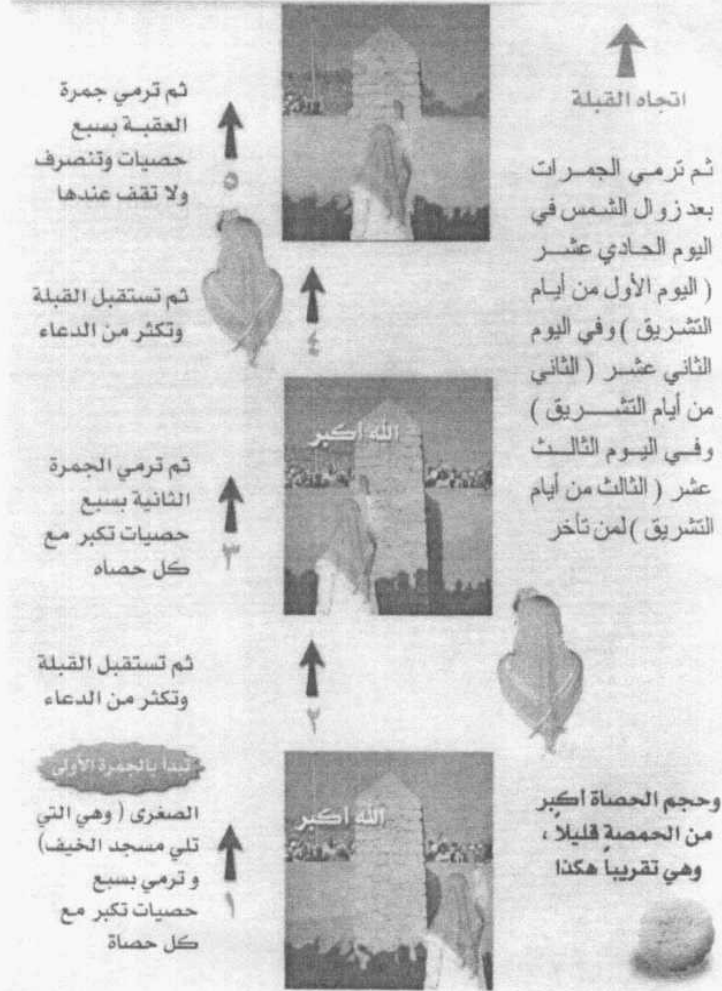 اتجاه القبلة
ثم ترمي الجمرات
بعد زوال الشمس في
اليوم الحادي عشر
( اليوم الأول من أيام
التشريق ) وفي اليوم
الثاني عشر ( الثاني
من أيام التشريق )
وفي اليوم الثالث
عشر ( الثالث من أيام
التشريق ) لمن تأخر
وحجم الحصاة أكبر
من الحمصة قليلاً ،
وهي تقريباً هكذا
تبدأ بالجمرة الأولى
الصغرى ( وهي التي
تلي مسجد الخيف)
و ترمي بسبع
حصيات تكبر مع
كل حصاة
١
الله أكبر
ثم تستقبل القبلة
وتكثر من الدعاء
٢
ثم ترمي الجمرة
الثانية بسبع
حصيات تكبر مع
كل حصاه
٣
الله أكبر
ثم تستقبل القبلة
وتكثر من الدعاء
٤
ثم ترمي جمرة
العقبة بسبع
حصيات وتنصرف
ولا تقف عندها
٥